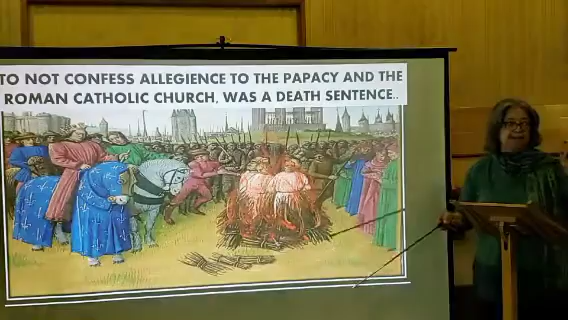 TO NOT CONFESS ALLEGIENCE TO THE PAPACY AND THE
ROMAN CATHOLIC CHURCH, WAS A DEATH SENTENCE..